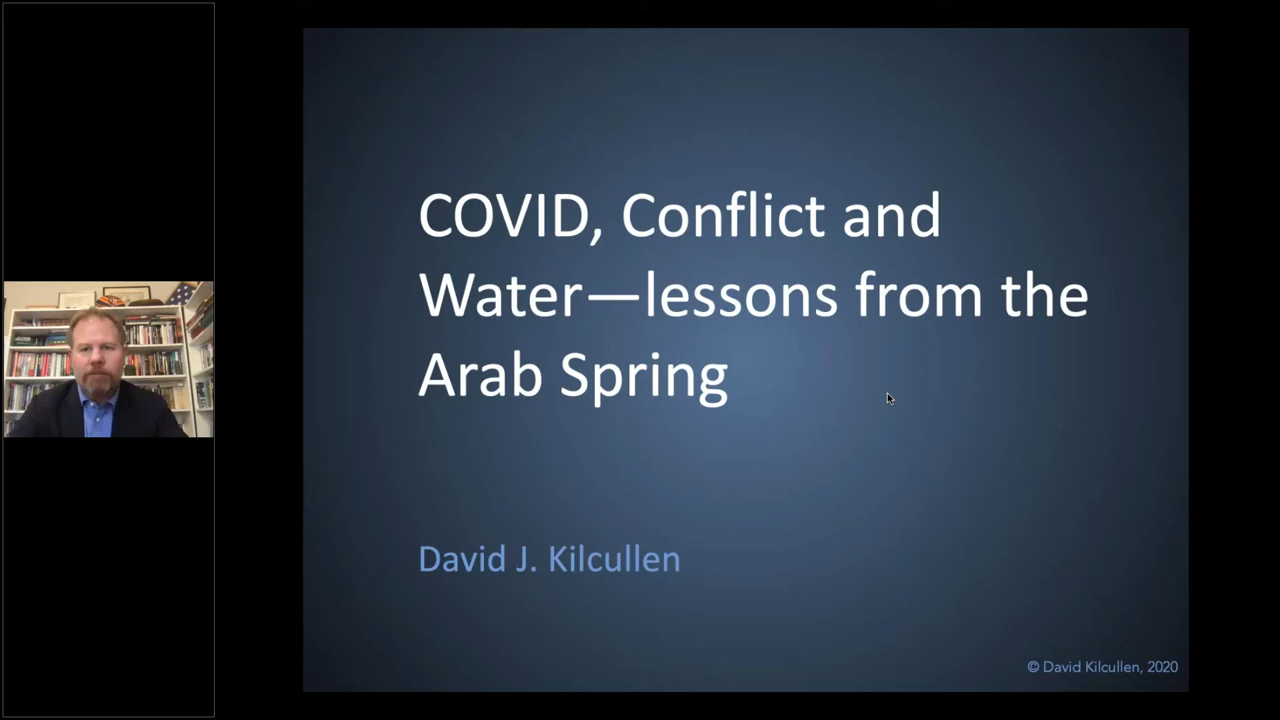 COVID, Conflict and
Water—lessons from the
Arab Spring
David J. Kilcullen
© David Kilcullen, 2020